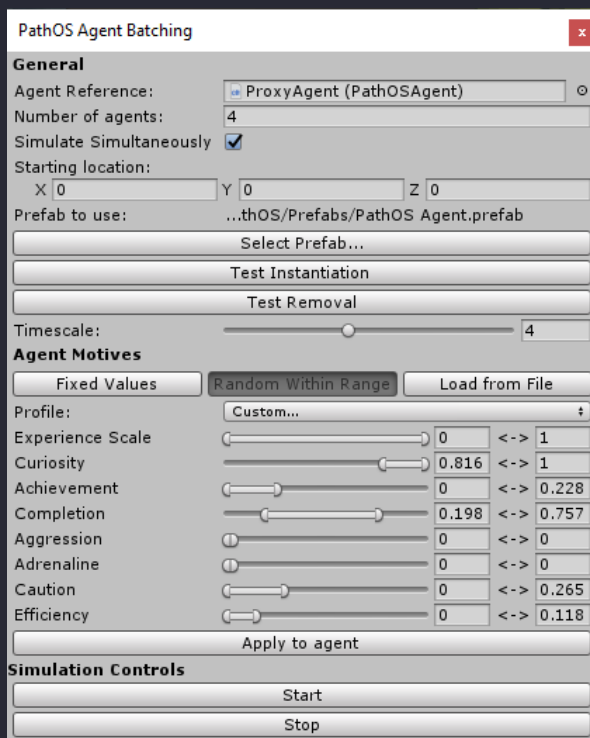 PathOS Agent Batching x
General
Agent Reference: ProxyAgent (PathOSAgent)
Number of agents: 4
Simulate Simultaneously
Starting location:
X 0 Y 0 Z 0
Prefab to use: ...thOS/Prefabs/PathOS Agent.prefab
Select Prefab...
Test Instantiation
Test Removal
Timescale: 4
Agent Motives
Fixed Values Random Within Range Load from File
Profile: Custom...
Experience Scale 0 <-> 1
Curiosity 0.816 <-> 1
Achievement 0 <-> 0.228
Completion 0.198 <-> 0.757
Aggression 0 <-> 0
Adrenaline 0 <-> 0
Caution 0 <-> 0.265
Efficiency 0 <-> 0.118
Apply to agent
Simulation Controls
Start
Stop